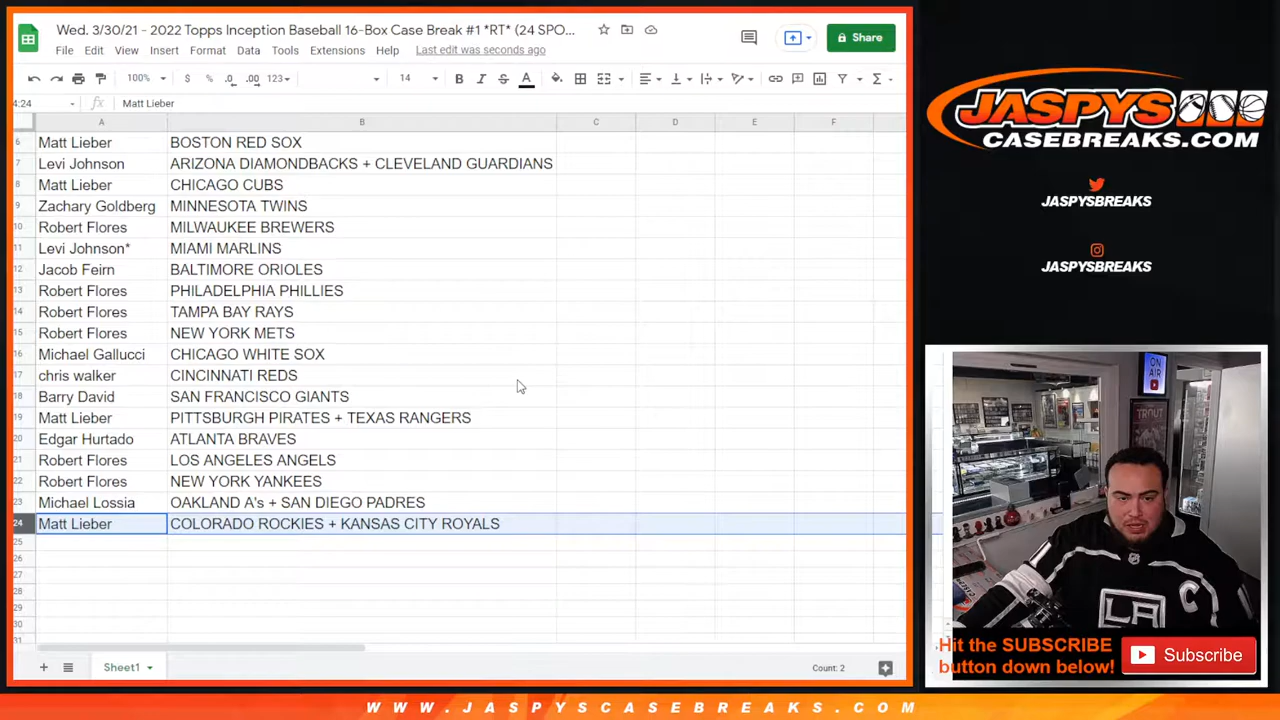 Wed. 3/30/21 - 2022 Topps Inception Baseball 16-Box Case Break #1 *RT* (24 SPO...
File Edit View Insert Format Data Tools Extensions Help Last edit was seconds ago
Share
100% $ % .0 .00 123 14 B I S A
4:24 fx Matt Lieber
A B C D E F
6 Matt Lieber BOSTON RED SOX
7 Levi Johnson ARIZONA DIAMONDBACKS + CLEVELAND GUARDIANS
8 Matt Lieber CHICAGO CUBS
9 Zachary Goldberg MINNESOTA TWINS
10 Robert Flores MILWAUKEE BREWERS
11 Levi Johnson* MIAMI MARLINS
12 Jacob Feirn BALTIMORE ORIOLES
13 Robert Flores PHILADELPHIA PHILLIES
14 Robert Flores TAMPA BAY RAYS
15 Robert Flores NEW YORK METS
16 Michael Gallucci CHICAGO WHITE SOX
17 chris walker CINCINNATI REDS
18 Barry David SAN FRANCISCO GIANTS
19 Matt Lieber PITTSBURGH PIRATES + TEXAS RANGERS
20 Edgar Hurtado ATLANTA BRAVES
21 Robert Flores LOS ANGELES ANGELS
22 Robert Flores NEW YORK YANKEES
23 Michael Lossia OAKLAND A's + SAN DIEGO PADRES
24 Matt Lieber COLORADO ROCKIES + KANSAS CITY ROYALS
25
26
27
28
29
30
31
Sheet1
Count: 2
JASPYS
CASEBREAKS.COM
JASPYSBREAKS
JASPYSBREAKS
ON
AIR
TROUT
LA
C
Hit the SUBSCRIBE
button down below!
Subscribe
WWW.JASPYSCASEBREAKS.COM